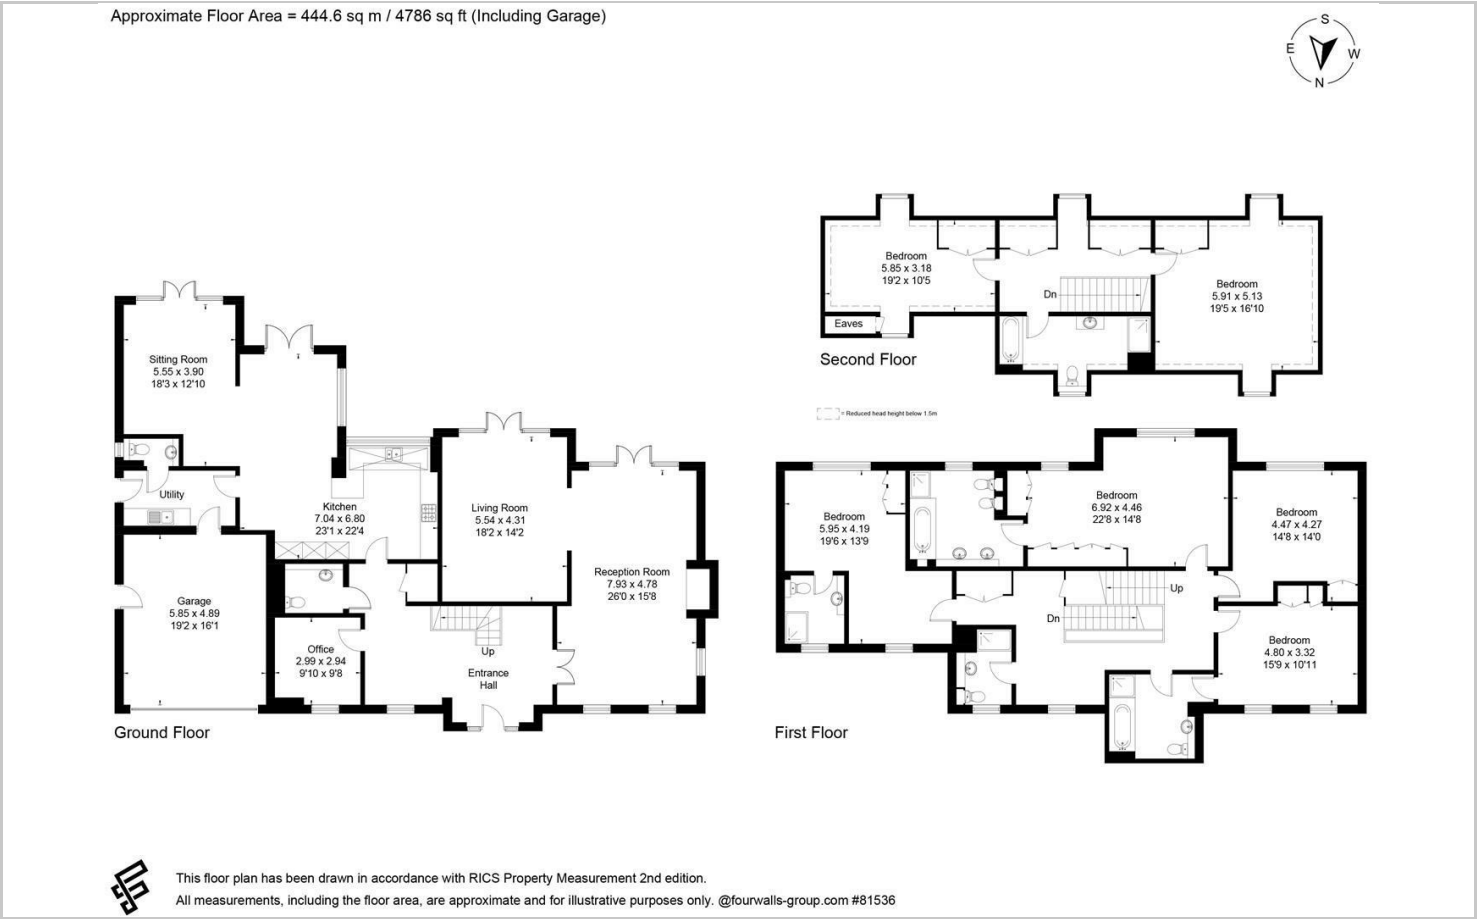 Approximate Floor Area = 444.6 sq m / 4786 sq ft (Including Garage)
S
E
W
N
Bedroom
5.85 x 3.18
19'2 x 10'5
Dn
Bedroom
5.91 x 5.13
19'5 x 16'10
Eaves
Second Floor
= Reduced head height below 1.5m
Sitting Room
5.55 x 3.90
18'3 x 12'10
Utility
Kitchen
7.04 x 6.80
23'1 x 22'4
Living Room
5.54 x 4.31
18'2 x 14'2
Reception Room
7.93 x 4.78
26'0 x 15'8
Garage
5.85 x 4.89
19'2 x 16'1
Office
2.99 x 2.94
9'10 x 9'8
Up
Entrance
Hall
Ground Floor
Bedroom
5.95 x 4.19
19'6 x 13'9
Bedroom
6.92 x 4.46
22'8 x 14'8
Bedroom
4.47 x 4.27
14'8 x 14'0
Up
Dn
Bedroom
4.80 x 3.32
15'9 x 10'11
First Floor
This floor plan has been drawn in accordance with RICS Property Measurement 2nd edition.
All measurements, including the floor area, are approximate and for illustrative purposes only. @fourwalls-group.com #81536